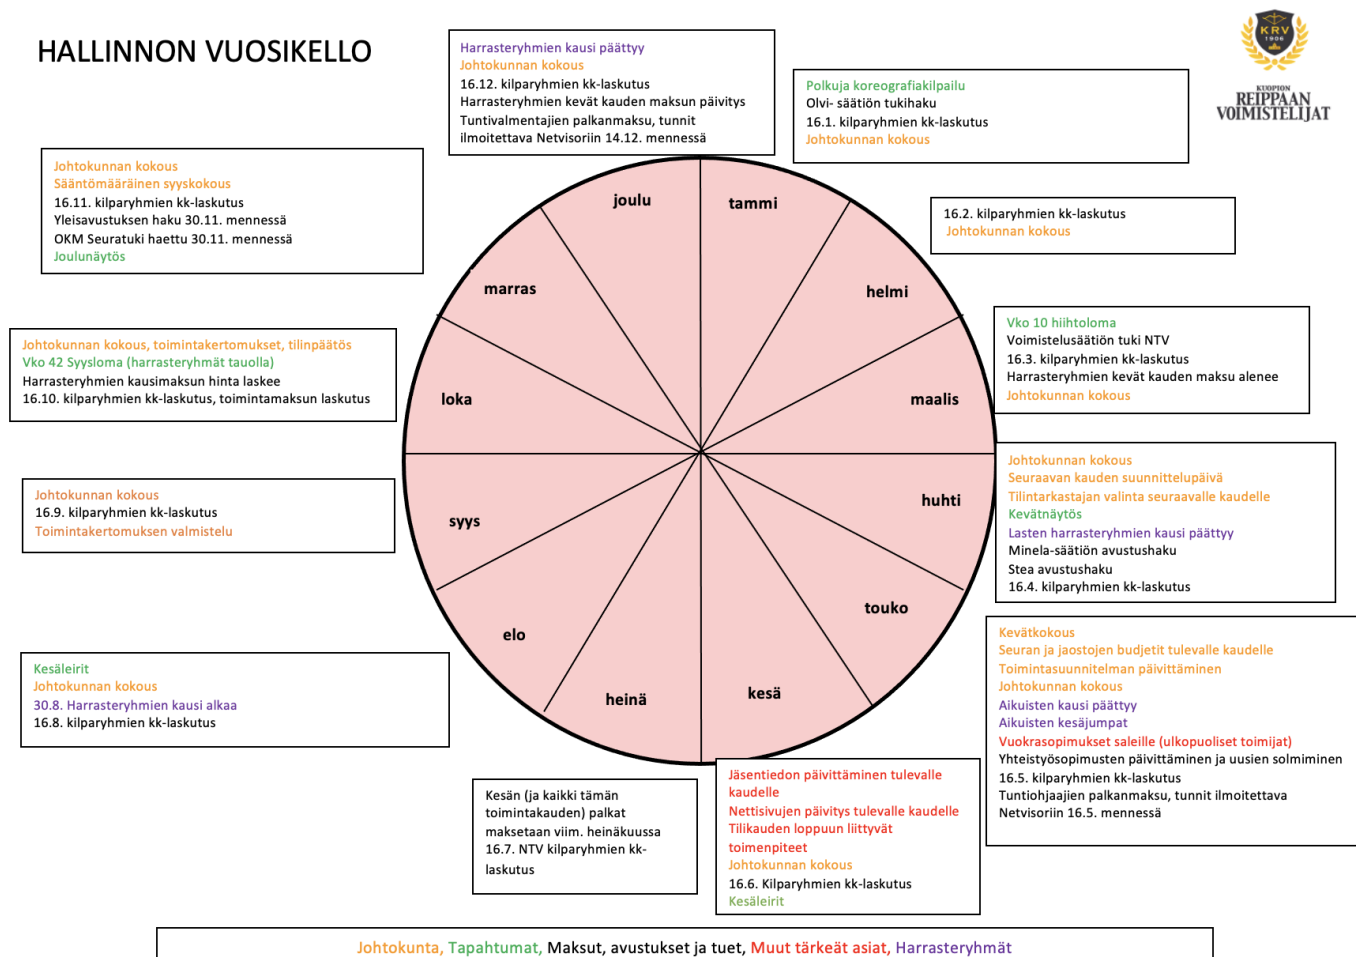 HALLINNON VUOSIKELLO
KRV
1906
KUOPION
REIPPAAN
VOIMISTELIJAT
Harrasteryhmien kausi päättyy
Johtokunnan kokous
16.12. kilparyhmien kk-laskutus
Harrasteryhmien kevät kauden maksun päivitys
Tuntivalmentajien palkanmaksu, tunnit
ilmoitettava Netvisoriin 14.12. mennessä
Polkuja koreografiakilpailu
Olvi- säätiön tukihaku
16.1. kilparyhmien kk-laskutus
Johtokunnan kokous
16.2. kilparyhmien kk-laskutus
Johtokunnan kokous
Vko 10 hiihtoloma
Voimistelusäätiön tuki NTV
16.3. kilparyhmien kk-laskutus
Harrasteryhmien kevät kauden maksu alenee
Johtokunnan kokous
Johtokunnan kokous
Seuraavan kauden suunnittelupäivä
Tilintarkastajan valinta seuraavalle kaudelle
Kevätnäytös
Lasten harrasteryhmien kausi päättyy
Minela-säätiön avustushaku
Stea avustushaku
16.4. kilparyhmien kk-laskutus
Kevätkokous
Seuran ja jaostojen budjetit tulevalle kaudelle
Toimintasuunnitelman päivittäminen
Johtokunnan kokous
Aikuisten kausi päättyy
Aikuisten kesäjumpat
Vuokrasopimukset saleille (ulkopuoliset toimijat)
Yhteistyösopimusten päivittäminen ja uusien solmiminen
16.5. kilparyhmien kk-laskutus
Tuntiohjaajien palkanmaksu, tunnit ilmoitettava
Netvisoriin 16.5. mennessä
Jäsentiedon päivittäminen tulevalle
kaudelle
Nettisivujen päivitys tulevalle kaudelle
Tilikauden loppuun liittyvät
toimenpiteet
Johtokunnan kokous
16.6. Kilparyhmien kk-laskutus
Kesäleirit
Kesän (ja kaikki tämän
toimintakauden) palkat
maksetaan viim. heinäkuussa
16.7. NTV kilparyhmien kk-
laskutus
Kesäleirit
Johtokunnan kokous
30.8. Harrasteryhmien kausi alkaa
16.8. kilparyhmien kk-laskutus
Johtokunnan kokous
16.9. kilparyhmien kk-laskutus
Toimintakertomuksen valmistelu
Johtokunnan kokous, toimintakertomukset, tilinpäätös
Vko 42 Syysloma (harrasteryhmät tauolla)
Harrasteryhmien kausimaksun hinta laskee
16.10. kilparyhmien kk-laskutus, toimintamaksun laskutus
Johtokunnan kokous
Sääntömääräinen syyskokous
16.11. kilparyhmien kk-laskutus
Yleisavustuksen haku 30.11. mennessä
OKM Seuratuki haettu 30.11. mennessä
Joulunäytös
tammi
helmi
maalis
huhti
touko
kesä
heinä
elo
syys
loka
marras
joulu
Johtokunta, Tapahtumat, Maksut, avustukset ja tuet, Muut tärkeät asiat, Harrasteryhmät